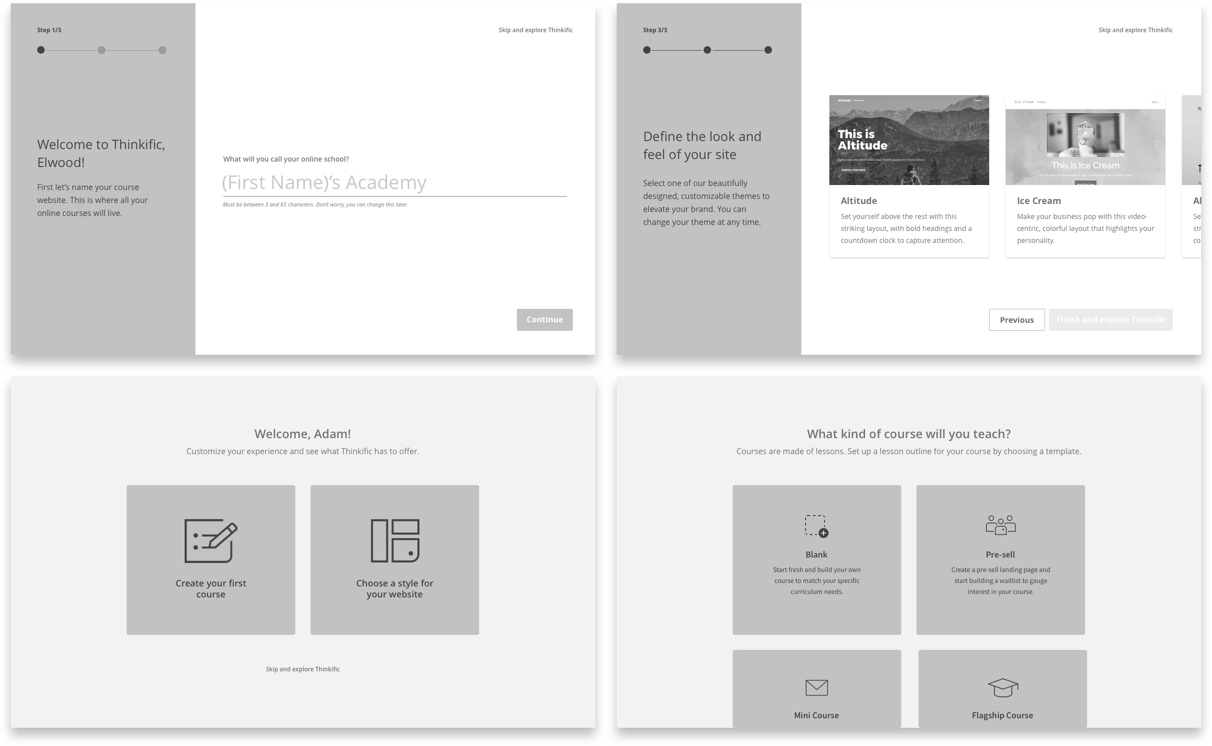 Step 1/3
Skip and explore Thinkific
Welcome to Thinkific,
Elwood!
First let's name your course
website. This is where all your
online courses will live.
What will you call your online school?
(First Name)'s Academy
Must be between 3 and 65 characters. Don't worry, you can change this later.
Continue
Step 3/3
Skip and explore Thinkific
Define the look and
feel of your site
Select one of our beautifully
designed, customizable themes to
elevate your brand. You can
change your theme at any time.
Altitude
This is
Altitude
Altitude
Set yourself above the rest with this
striking layout, with bold headings and a
countdown clock to capture attention.
Ice Cream
This is Ice Cream
Ice Cream
Make your business pop with this video-
centric, colorful layout that highlights your
personality.
Al
Se
str
co
Previous
Finish and explore Thinkific
Welcome, Adam!
Customize your experience and see what Thinkific has to offer.
Create your first
course
Choose a style for
your website
Skip and explore Thinkific
What kind of course will you teach?
Courses are made of lessons. Set up a lesson outline for your course by choosing a template.
Blank
Start fresh and build your own
course to match your specific
curriculum needs.
Pre-sell
Create a pre-sell landing page and
start building a waitlist to gauge
interest in your course.
Mini Course
Flagship Course